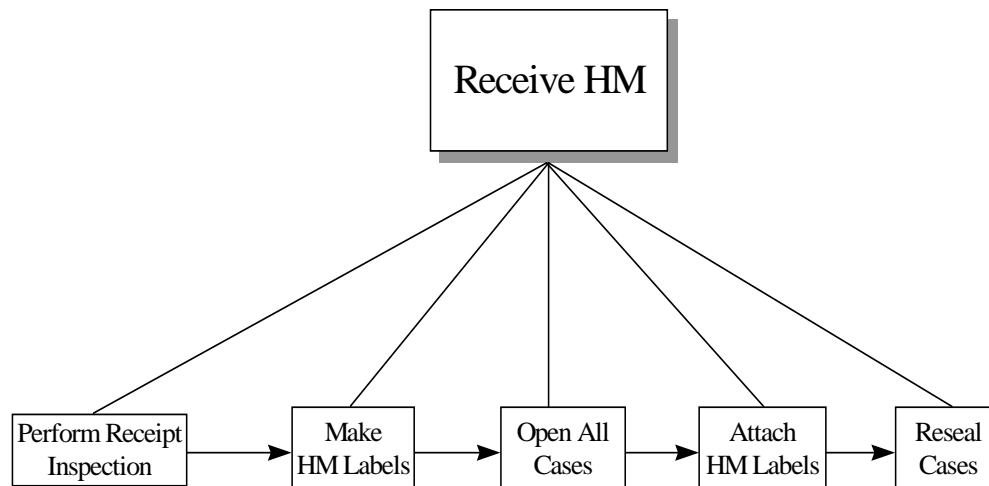 Receive HM
Perform Receipt
Inspection
Make
HM Labels
Open All
Cases
Attach
HM Labels
Reseal
Cases